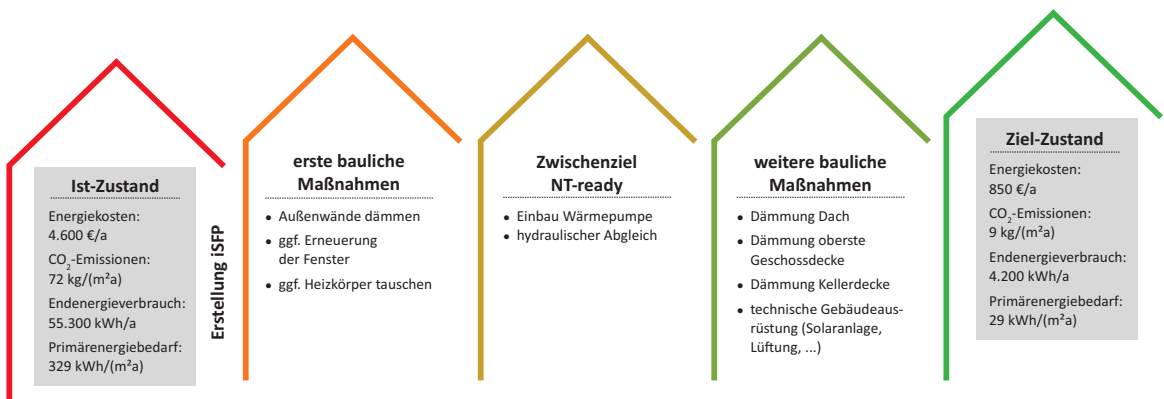 Ist-Zustand
Energiekosten:
4.600 €/a
CO₂-Emissionen:
72 kg/(m²a)
Endenergieverbrauch:
55.300 kWh/a
Primärenergiebedarf:
329 kWh/(m²a)
Erstellung iSFP
erste bauliche
Maßnahmen
• Außenwände dämmen
• ggf. Erneuerung
der Fenster
• ggf. Heizkörper tauschen
Zwischenziel
NT-ready
• Einbau Wärmepumpe
• hydraulischer Abgleich
weitere bauliche
Maßnahmen
• Dämmung Dach
• Dämmung oberste
Geschossdecke
• Dämmung Kellerdecke
• technische Gebäudeaus-
rüstung (Solaranlage,
Lüftung, ...)
Ziel-Zustand
Energiekosten:
850 €/a
CO₂-Emissionen:
9 kg/(m²a)
Endenergieverbrauch:
4.200 kWh/a
Primärenergiebedarf:
29 kWh/(m²a)